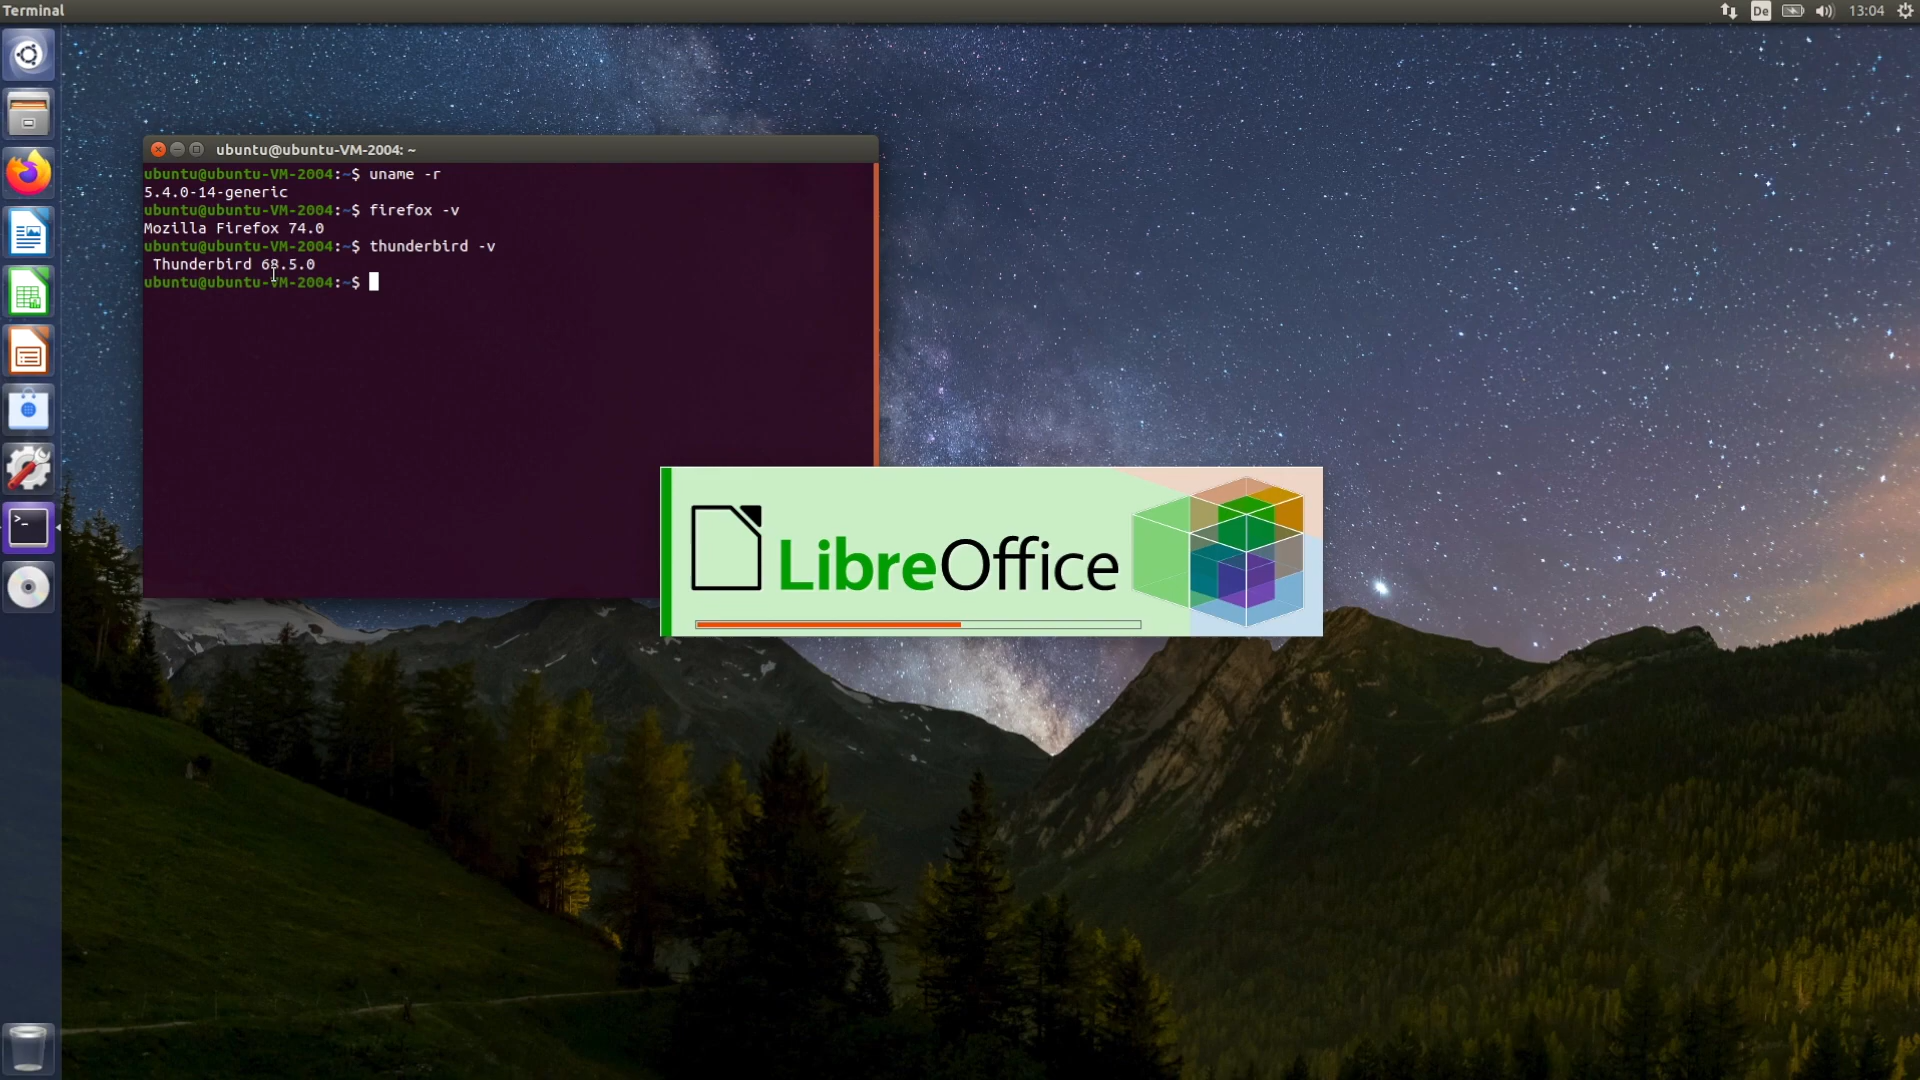 Terminal
De
13:04
ubuntu@ubuntu-VM-2004: ~
ubuntu@ubuntu-VM-2004:~$ uname -r
5.4.0-14-generic
ubuntu@ubuntu-VM-2004:~$ firefox -v
Mozilla Firefox 74.0
ubuntu@ubuntu-VM-2004:~$ thunderbird -v
Thunderbird 68.5.0
ubuntu@ubuntu-VM-2004:~$
>_
LibreOffice